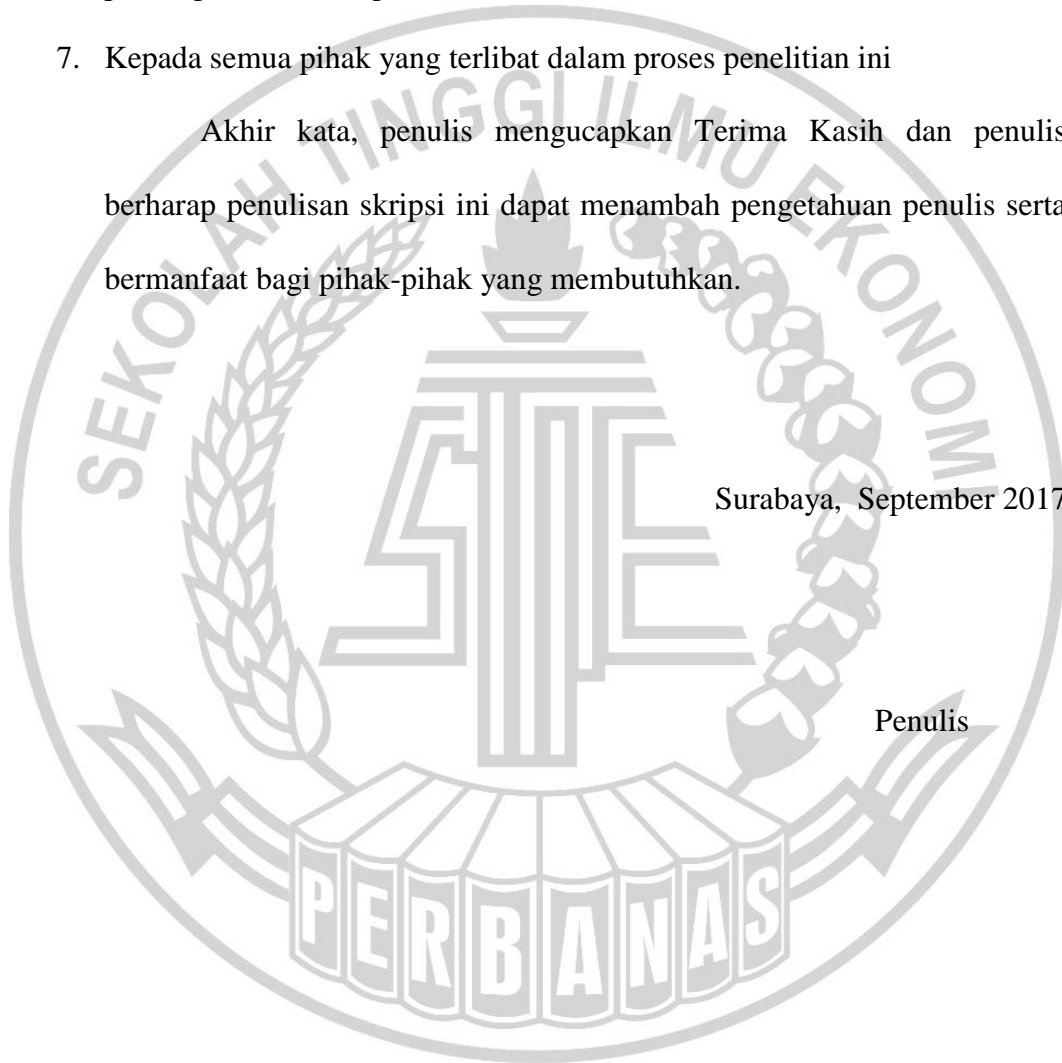 7. Kepada semua pihak yang terlibat dalam proses penelitian ini
Akhir kata, penulis mengucapkan Terima Kasih dan penulis
berharap penulisan skripsi ini dapat menambah pengetahuan penulis serta
bermanfaat bagi pihak-pihak yang membutuhkan.
Surabaya, September 2017
Penulis
SEKOLAH TINGGI ILMU EKONOMI
STIE
PERBANAS